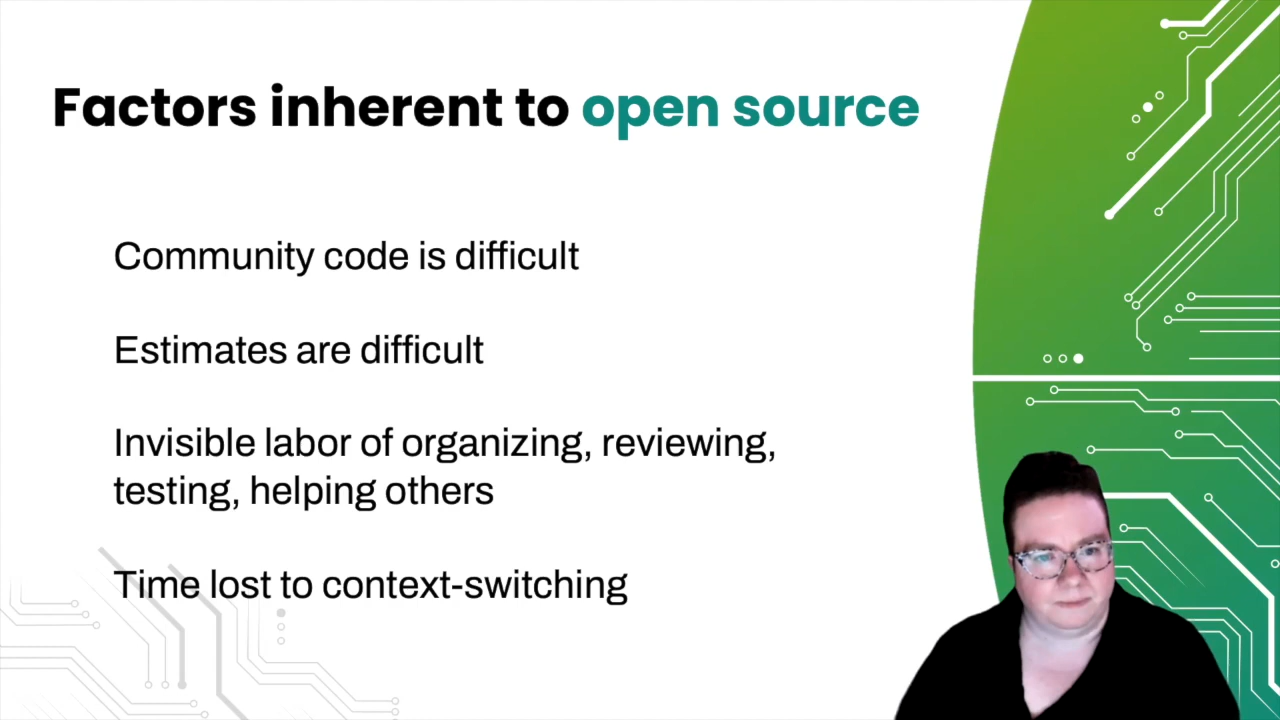 Factors inherent to open source
Community code is difficult
Estimates are difficult
Invisible labor of organizing, reviewing,
testing, helping others
Time lost to context-switching